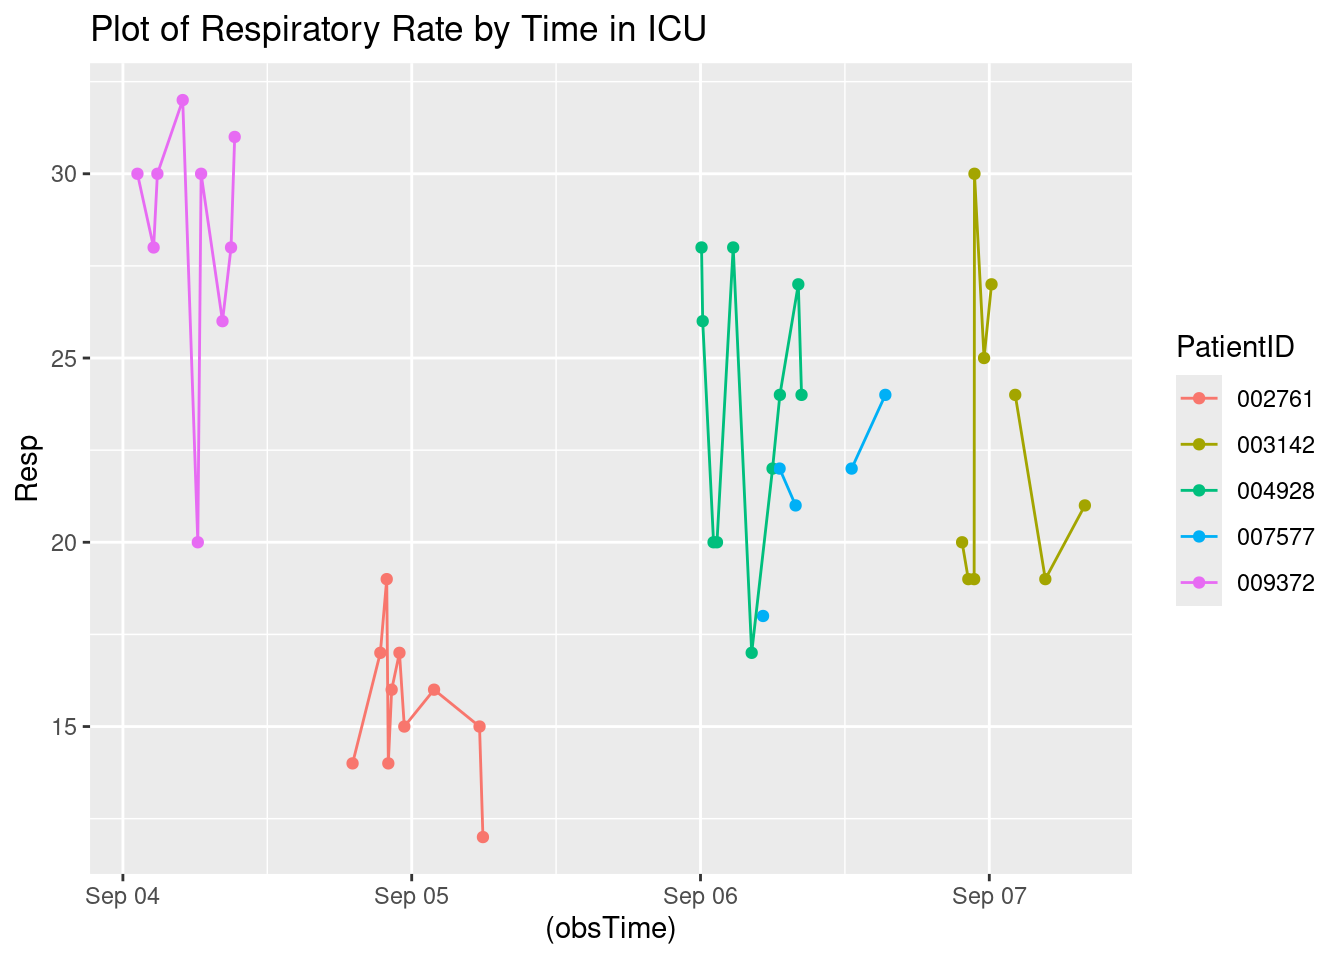 Plot of Respiratory Rate by Time in ICU
Resp
30
25
20
15
Sep 04
Sep 05
Sep 06
Sep 07
(obsTime)
PatientID
002761
003142
004928
007577
009372